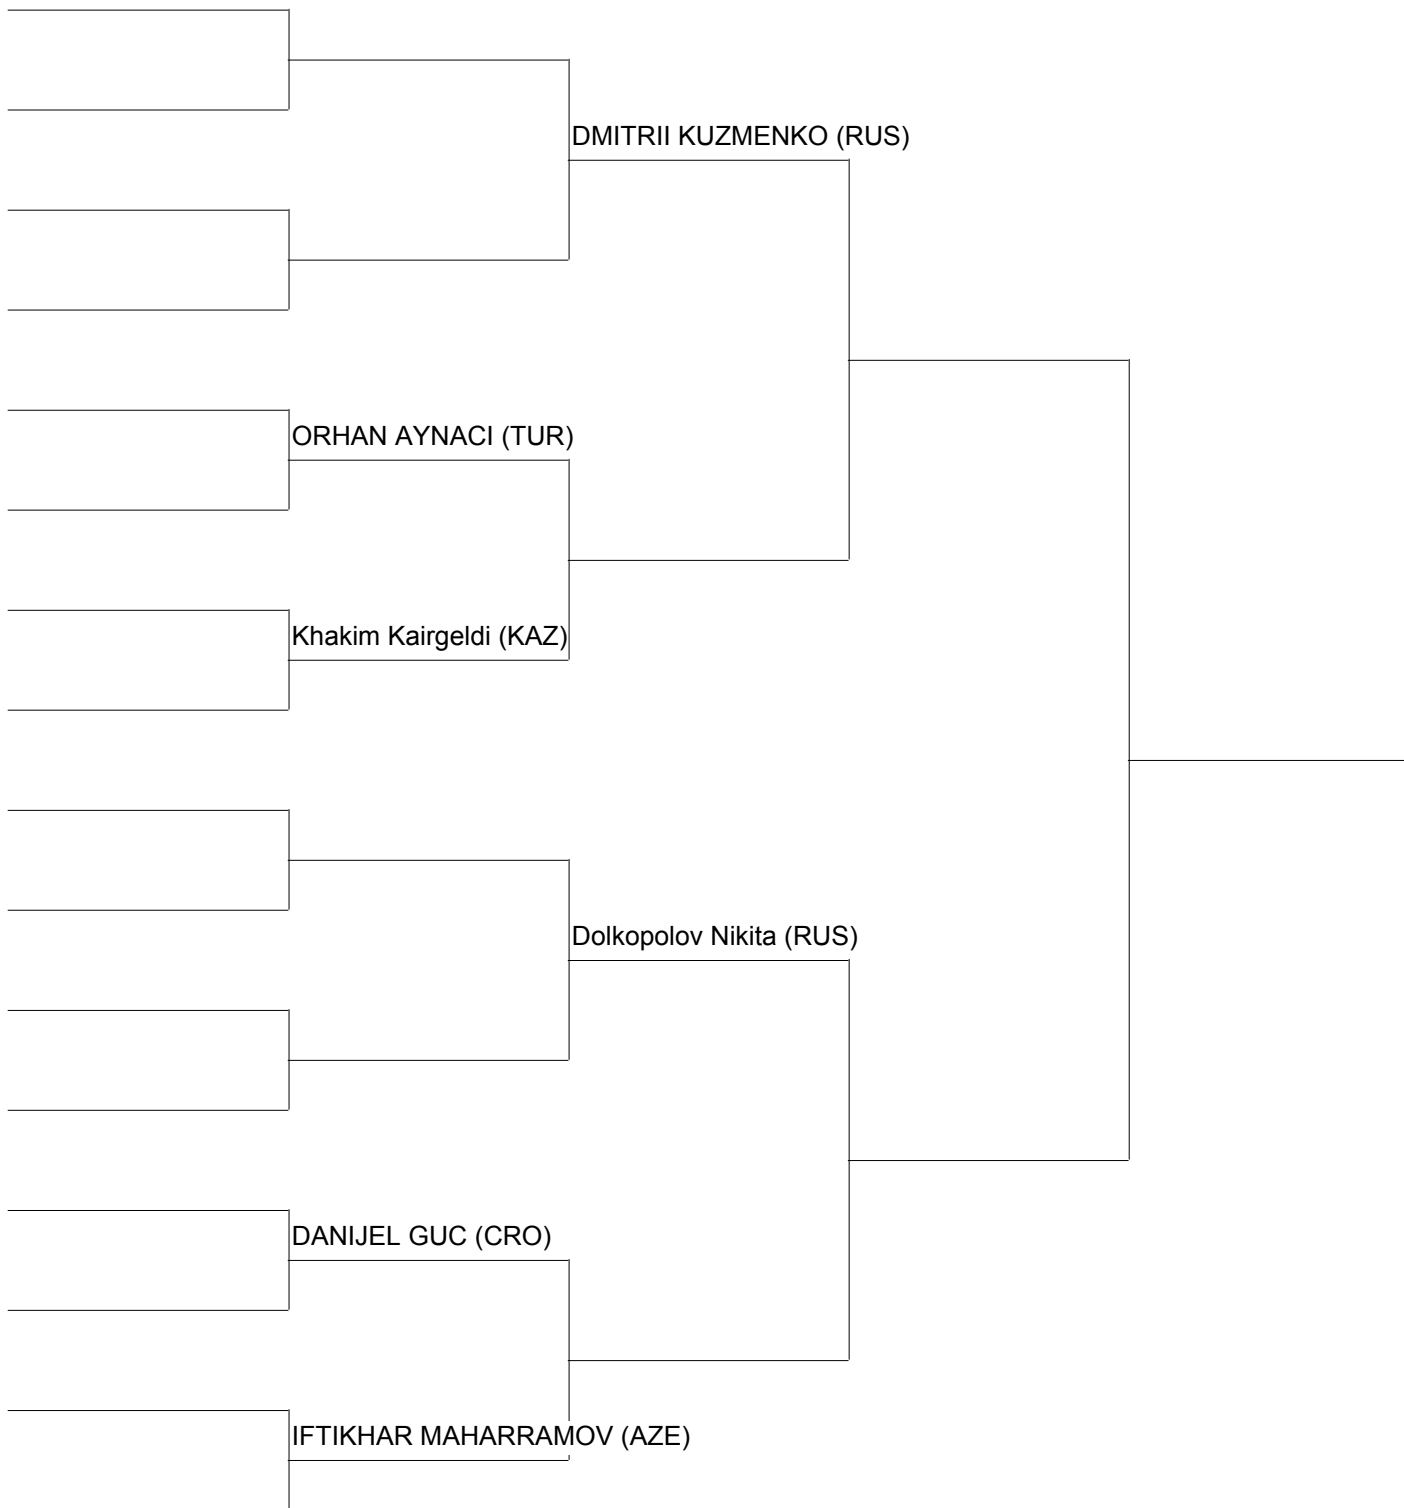 DMITRII KUZMENKO (RUS)
ORHAN AYNACI (TUR)
Khakim Kairgeldi (KAZ)
Dolkopolov Nikita (RUS)
DANIJEL GUC (CRO)
IFTIKHAR MAHARRAMOV (AZE)